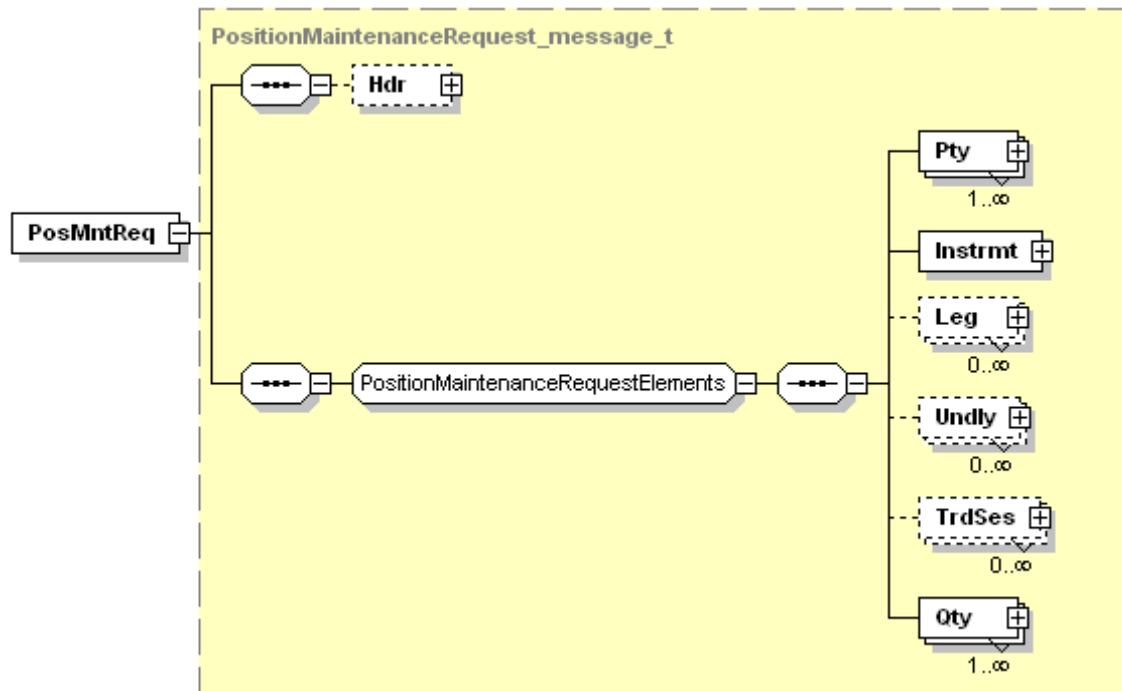 PositionMaintenanceRequest_message_t
Hdr
Pty
1..∞
PosMntReq
Instrmt
Leg
0..∞
PositionMaintenanceRequestElements
Undly
0..∞
TrdSes
0..∞
Qty
1..∞